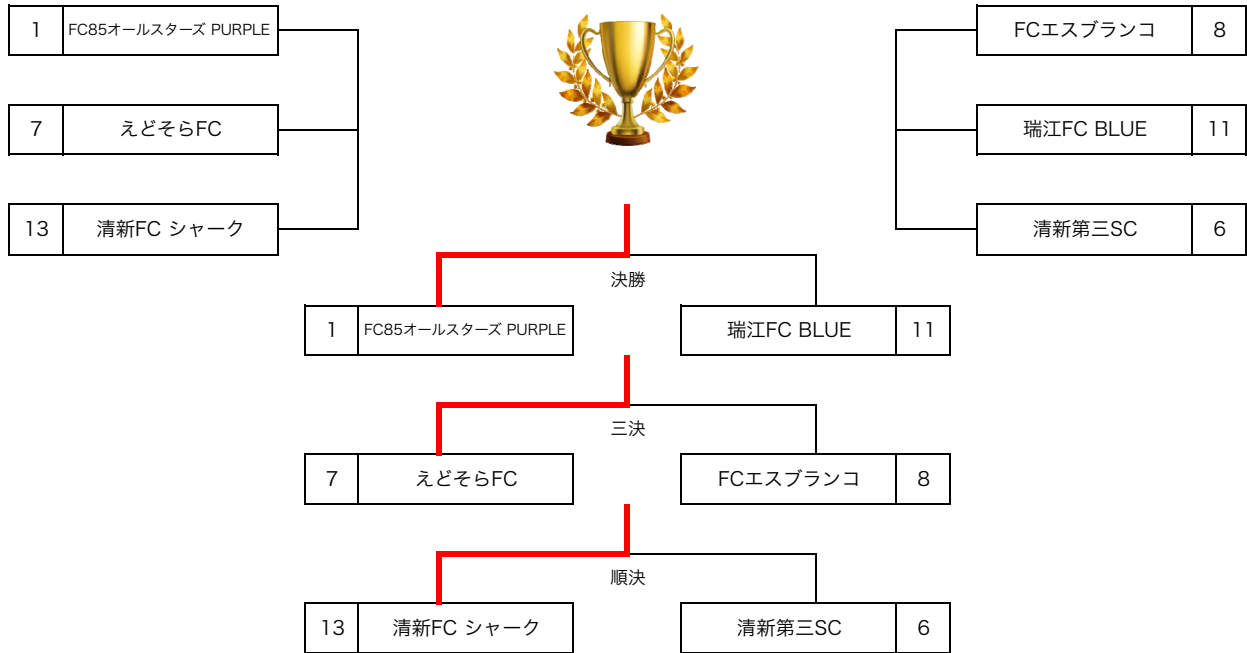 1 FC85オールスターズ PURPLE
FCエスブランコ 8
7 えどそらFC
瑞江FC BLUE 11
13 清新FC シャーク
清新第三SC 6
決勝
1 FC85オールスターズ PURPLE
瑞江FC BLUE 11
三決
7 えどそらFC
FCエスブランコ 8
順決
13 清新FC シャーク
清新第三SC 6